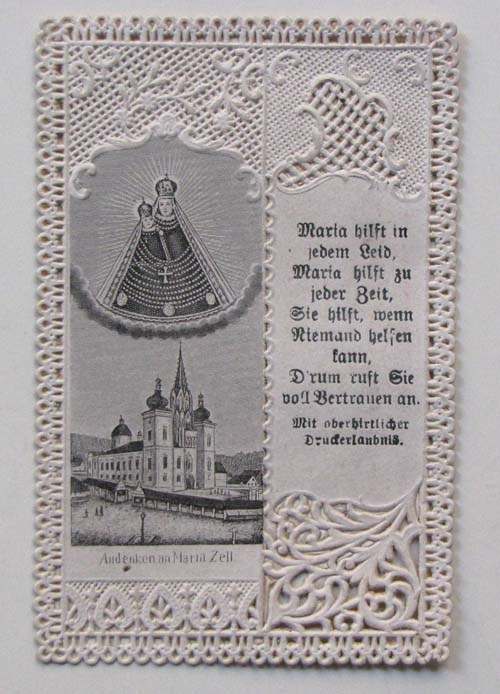 Maria hilft in
jedem Leid,
Maria hilft zu
jeder Zeit,
Sie hilft, wenn
Niemand helfen
kann,
D'rum ruft Sie
voll Vertrauen an.
Mit oberhirtlicher
Druckerlaubniß.
Andenken an Maria Zell.